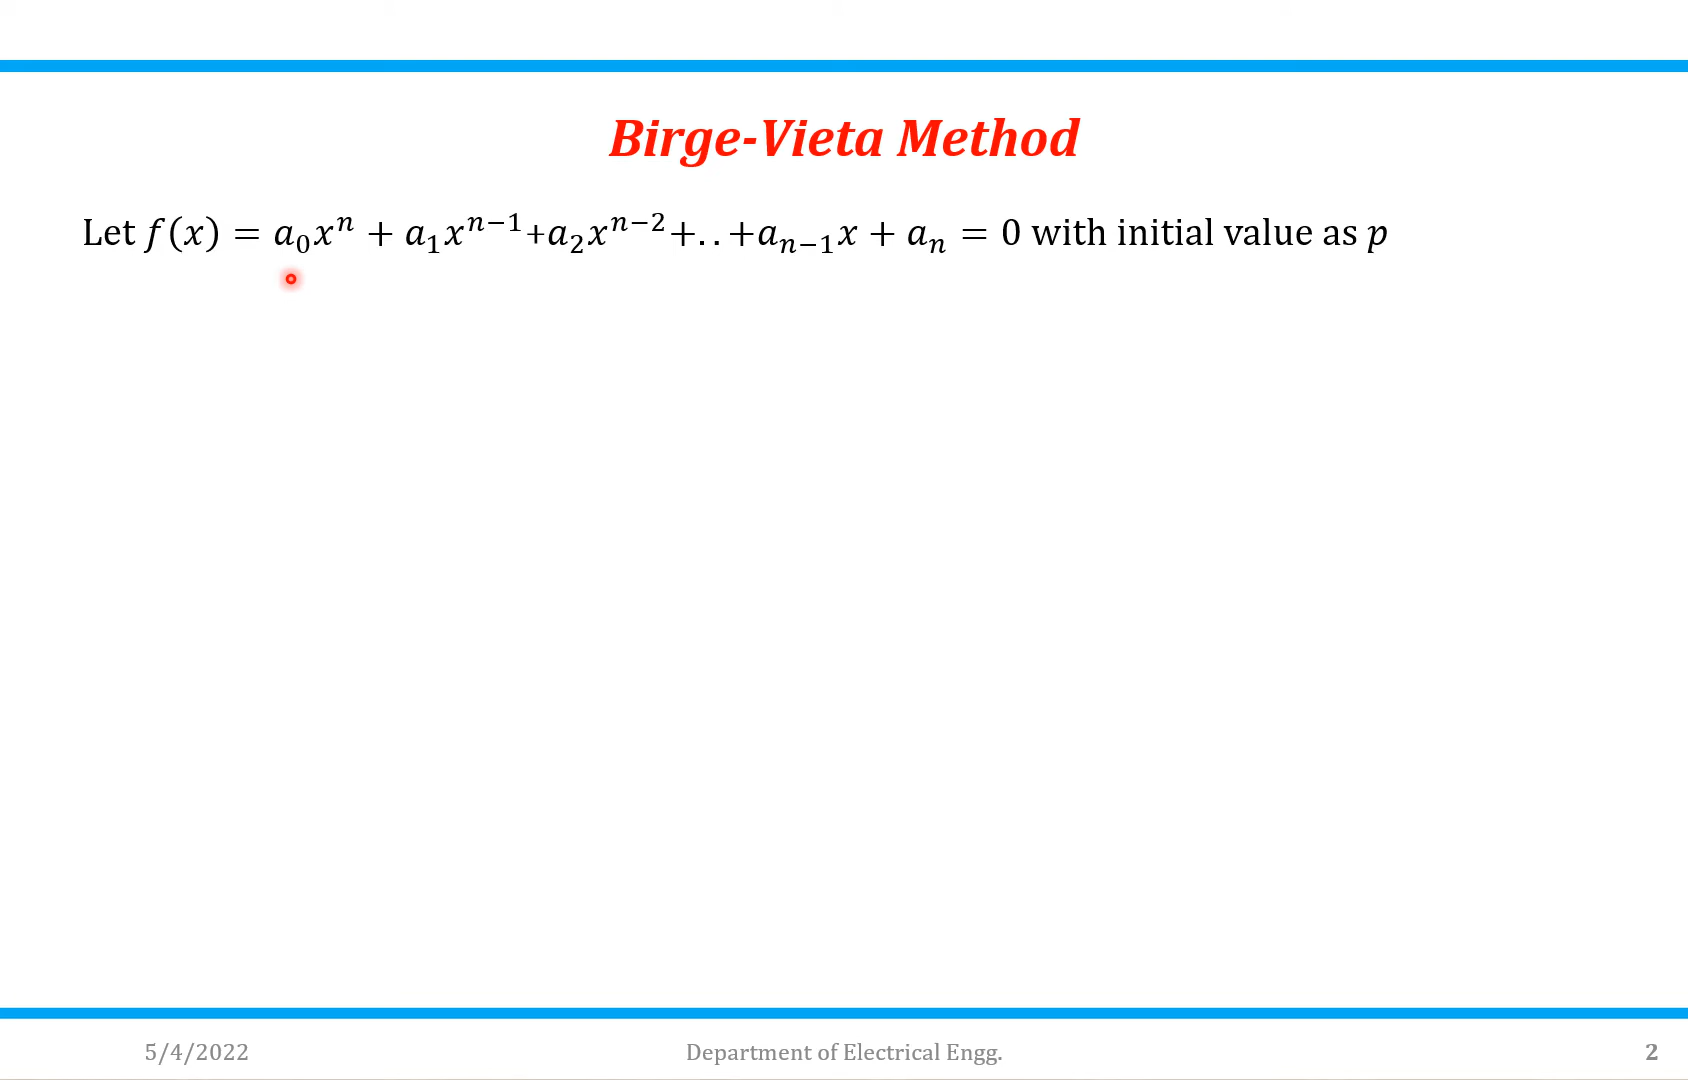 Birge-Vieta Method
Let f(x) = a₀xⁿ + a₁xⁿ⁻¹+a₂xⁿ⁻²+..+aₙ₋₁x + aₙ = 0 with initial value as p
5/4/2022
Department of Electrical Engg.
2